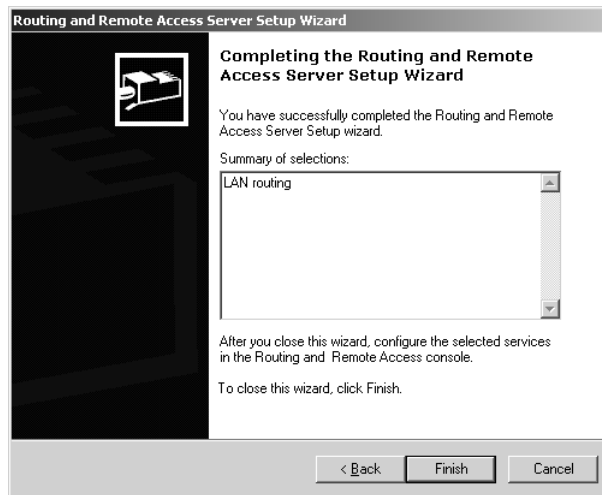 Routing and Remote Access Server Setup Wizard
Completing the Routing and Remote
Access Server Setup Wizard
You have successfully completed the Routing and Remote
Access Server Setup wizard.
Summary of selections:
LAN routing
After you close this wizard, configure the selected services
in the Routing and Remote Access console.
To close this wizard, click Finish.
< Back
Finish
Cancel